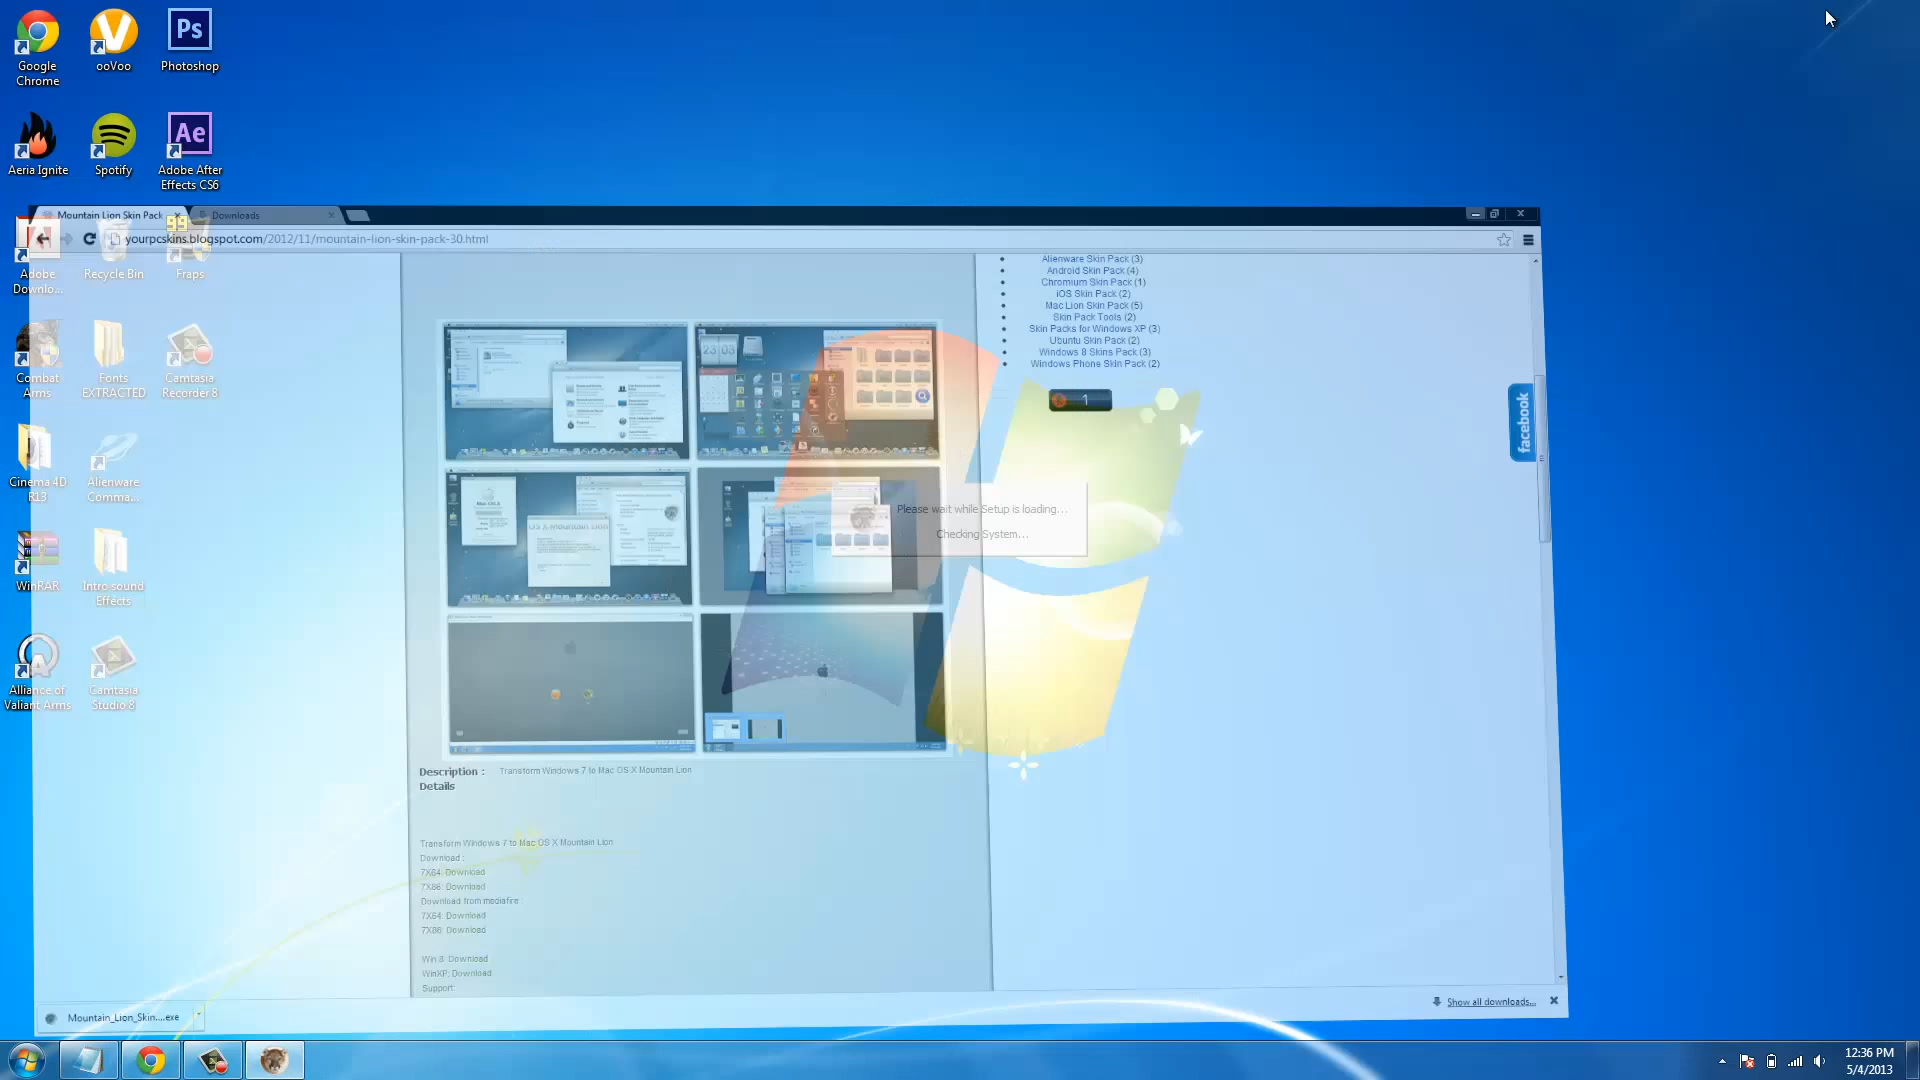 Google
Chrome
ooVoo
Ps
Photoshop
Aeria Ignite
Spotify
Ae
Adobe After
Effects CS6
Mountain Lion Skin Pack
Downloads
yourpcskins.blogspot.com/2012/11/mountain-lion-skin-pack-30.html
Adobe
Downlo...
Recycle Bin
99
Fraps
Combat
Arms
Fonts
EXTRACTED
Camtasia
Recorder 8
Cinema 4D
R13
Alienware
Comma...
WinRAR
Intro sound
Effects
Alliance of
Valiant Arms
Camtasia
Studio 8
Alienware Skin Pack (3)
Android Skin Pack (4)
Chromium Skin Pack (1)
iOS Skin Pack (2)
Mac Lion Skin Pack (5)
Skin Pack Tools (2)
Skin Packs for Windows XP (3)
Ubuntu Skin Pack (2)
Windows 8 Skins Pack (3)
Windows Phone Skin Pack (2)
1
facebook
23 03
OS X Mountain Lion
Please wait while Setup is loading...
Checking System...
Description : Transform Windows 7 to Mac OS X Mountain Lion
Details
Transform Windows 7 to Mac OS X Mountain Lion
Download :
7X64: Download
7X86: Download
Download from mediafire
7X64: Download
7X86: Download
Win 8: Download
WinXP: Download
Support:
Mountain_Lion_Skin....exe
Show all downloads...
12:36 PM
5/4/2013